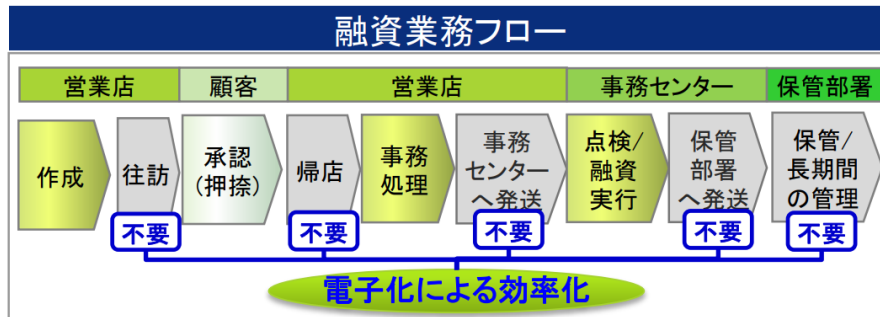 融資業務フロー
営業店
顧客
営業店
事務センター
保管部署
作成
往訪
承認
(押捺)
帰店
事務
処理
事務
センター
へ発送
点検/
融資
実行
保管
部署
へ発送
保管/
長期間
の管理
不要
不要
不要
不要
不要
電子化による効率化